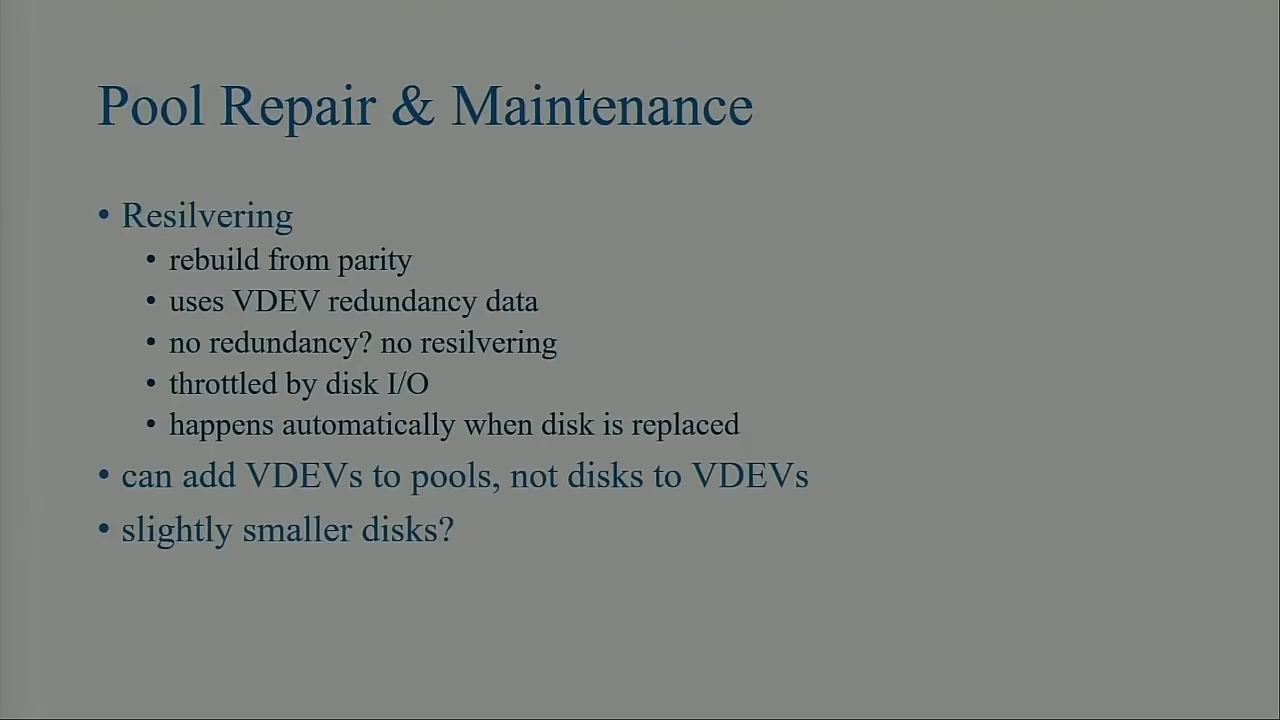 Pool Repair & Maintenance
• Resilvering
• rebuild from parity
• uses VDEV redundancy data
• no redundancy? no resilvering
• throttled by disk I/O
• happens automatically when disk is replaced
• can add VDEVs to pools, not disks to VDEVs
• slightly smaller disks?